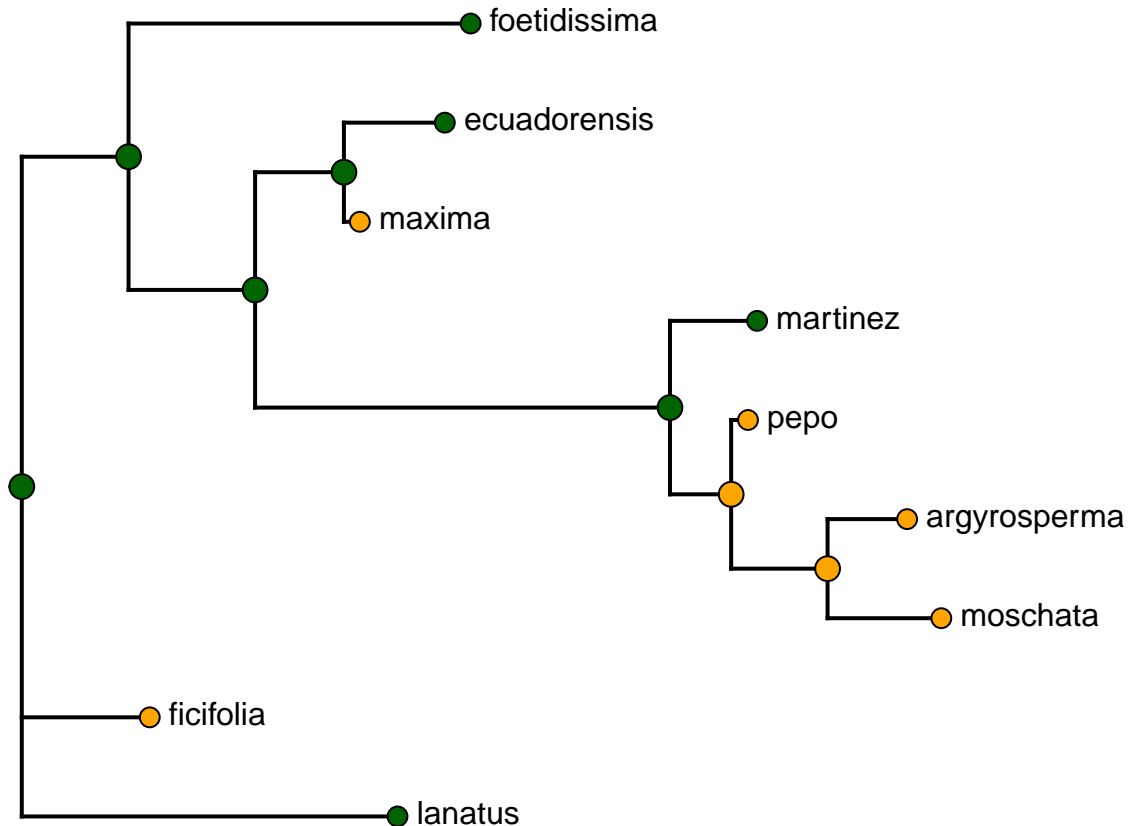 foetidissima
ecuadorensis
maxima
martinez
pepo
argyrosperma
moschata
ficifolia
lanatus